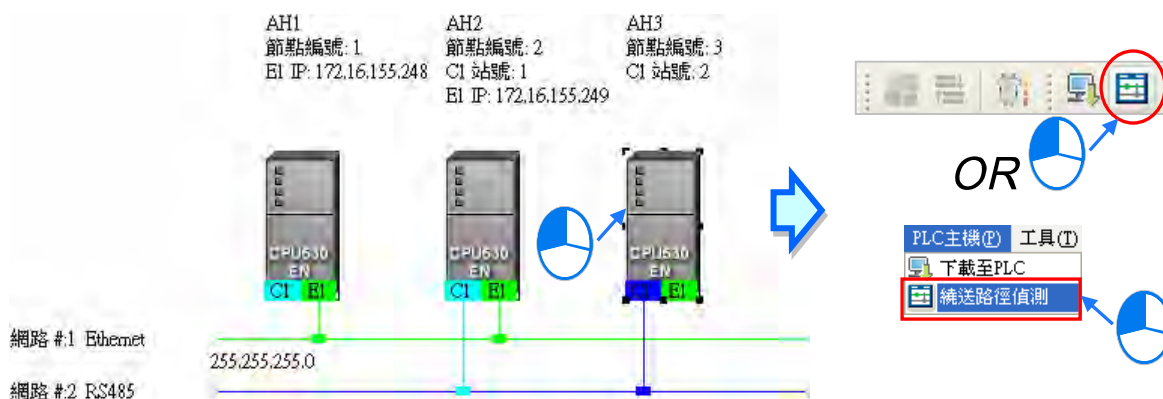 AH1
節點編號: 1
E1 IP: 172.16.155.248
AH2
節點編號: 2
C1 站號: 1
E1 IP: 172.16.155.249
AH3
節點編號: 3
C1 站號: 2
CPU530
EN
C1 E1
CPU530
EN
C1 E1
CPU530
EN
C1 E1
網路 #:1 Ethernet
255.255.255.0
網路 #:2 RS485
OR
PLC主機(P) 工具(T)
下載至PLC
繞送路徑偵測